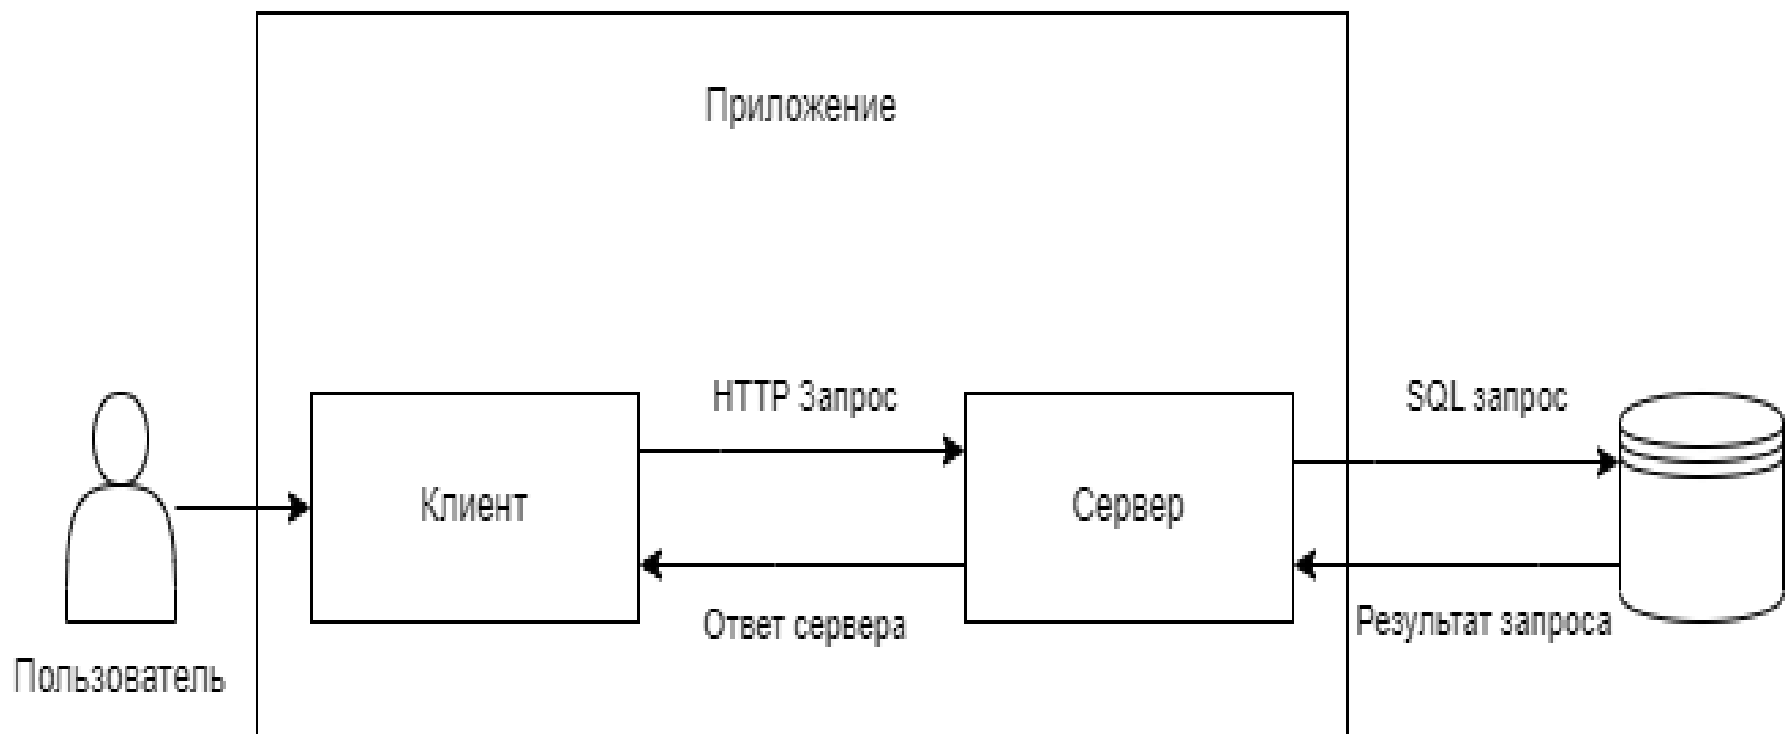 Приложение
HTTP Запрос
SQL запрос
Клиент
Сервер
Ответ сервера
Результат запроса
Пользователь